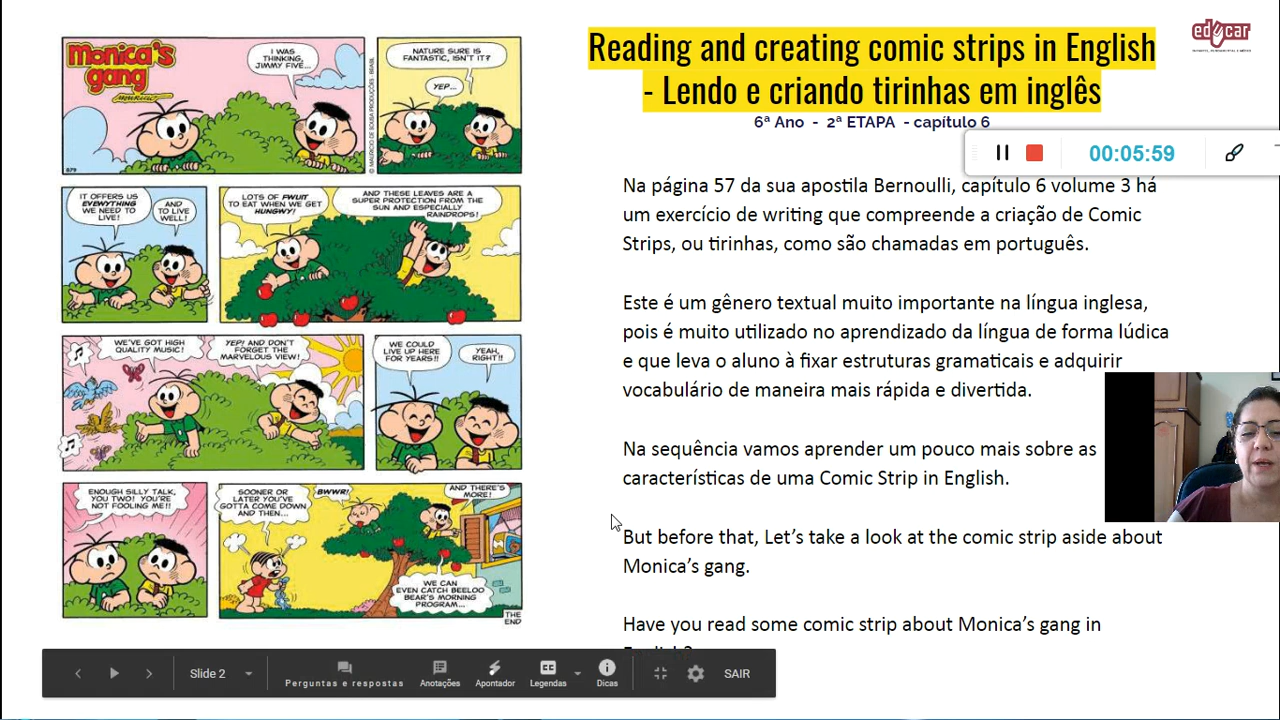 monica's
gang
I WAS
THINKING,
JIMMY FIVE...
© MAURICIO DE SOUSA PRODUÇÕES - BRASIL
879
NATURE SURE IS
FANTASTIC, ISN'T IT?
YEP...
IT OFFERS US
EVEWYTHING
WE NEED TO
LIVE!
AND
TO LIVE
WELL!
LOTS OF FWUIT
TO EAT WHEN WE GET
HUNGWY!
AND THESE LEAVES ARE A
SUPER PROTECTION FROM THE
SUN AND ESPECIALLY
RAINDROPS!
WE'VE GOT HIGH
QUALITY MUSIC!
YEP! AND DON'T
FORGET THE
MARVELOUS VIEW!
WE COULD
LIVE UP HERE
FOR YEARS!!
YEAH,
RIGHT!!
ENOUGH SILLY TALK,
YOU TWO! YOU'RE
NOT FOOLING ME!!
SOONER OR
LATER YOU'VE
GOTTA COME DOWN
AND THEN...
BWWR!
AND THERE'S
MORE!
WE CAN
EVEN CATCH BEELOO
BEAR'S MORNING
PROGRAM...
THE
END
Reading and creating comic strips in English
- Lendo e criando tirinhas em inglês
6ª Ano - 2ª ETAPA - capítulo 6
edycar
00:05:59
Na página 57 da sua apostila Bernoulli, capítulo 6 volume 3 há
um exercício de writing que compreende a criação de Comic
Strips, ou tirinhas, como são chamadas em português.
Este é um gênero textual muito importante na língua inglesa,
pois é muito utilizado no aprendizado da língua de forma lúdica
e que leva o aluno à fixar estruturas gramaticais e adquirir
vocabulário de maneira mais rápida e divertida.
Na sequência vamos aprender um pouco mais sobre as
características de uma Comic Strip in English.
But before that, Let's take a look at the comic strip aside about
Monica's gang.
Have you read some comic strip about Monica's gang in
Slide 2
Perguntas e respostas
Anotações
Apontador
CC
Legendas
Dicas
SAIR